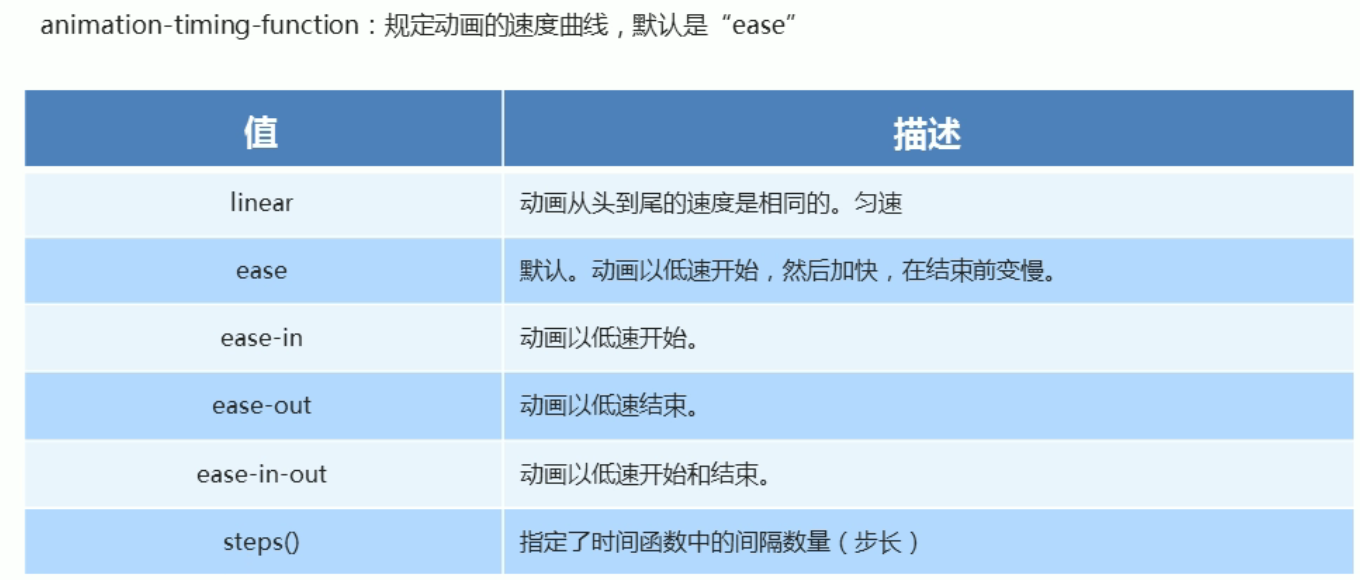 animation-timing-function：规定动画的速度曲线，默认是“ease”
值 描述
linear 动画从头到尾的速度是相同的。匀速
ease 默认。动画以低速开始，然后加快，在结束前变慢。
ease-in 动画以低速开始。
ease-out 动画以低速结束。
ease-in-out 动画以低速开始和结束。
steps() 指定了时间函数中的间隔数量（步长）